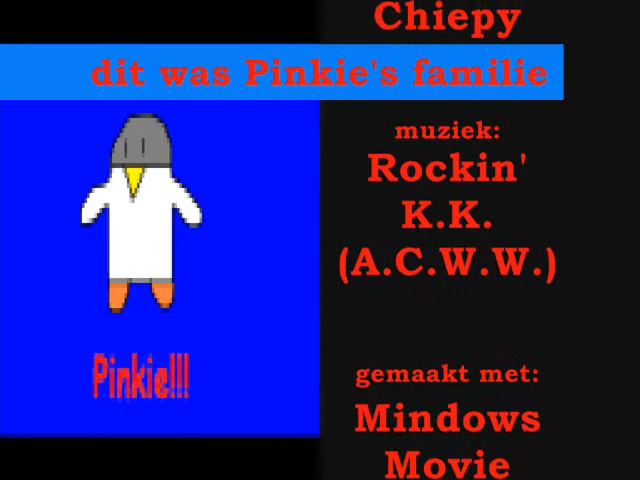 Chiepy
dit was Pinkie's familie
muziek:
Rockin'
K.K.
(A.C.W.W.)
Pinkie!!!
gemaakt met:
Mindows
Movie